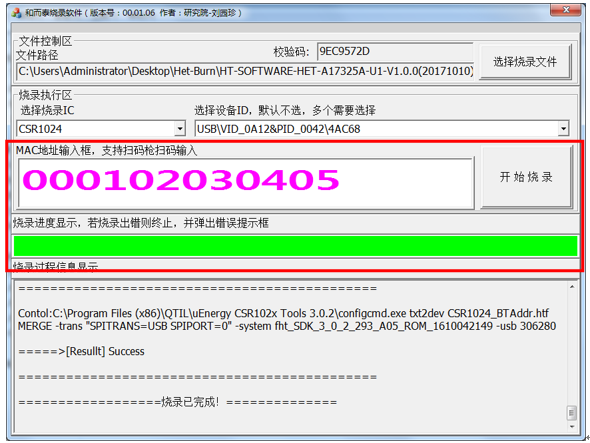 和而泰烧录软件（版本号：00.01.06 作者：研究院-刘圆珍）
文件控制区
文件路径
校验码:
9EC9572D
C:\Users\Administrator\Desktop\Het-Burn\HT-SOFTWARE-HET-A17325A-U1-V1.0.0(20171010)
选择烧录文件
烧录执行区
选择烧录IC
选择设备ID，默认不选，多个需要选择
CSR1024
USB\VID_0A12&PID_0042\4AC68
MAC地址输入框，支持扫码枪扫码输入
000102030405
开 始 烧 录
烧录进度显示，若烧录出错则终止，并弹出错误提示框
烧录过程信息显示
==========================================
Contol:C:\Program Files (x86)\QTIL\uEnergy CSR102x Tools 3.0.2\configcmd.exe txt2dev CSR1024_BTAddr.htf
MERGE -trans "SPITRANS=USB SPIPORT=0" -system fht_SDK_3_0_2_293_A05_ROM_1610042149 -usb 306280
=====>[Resullt] Success
==========================================
=================烧录已完成! =============